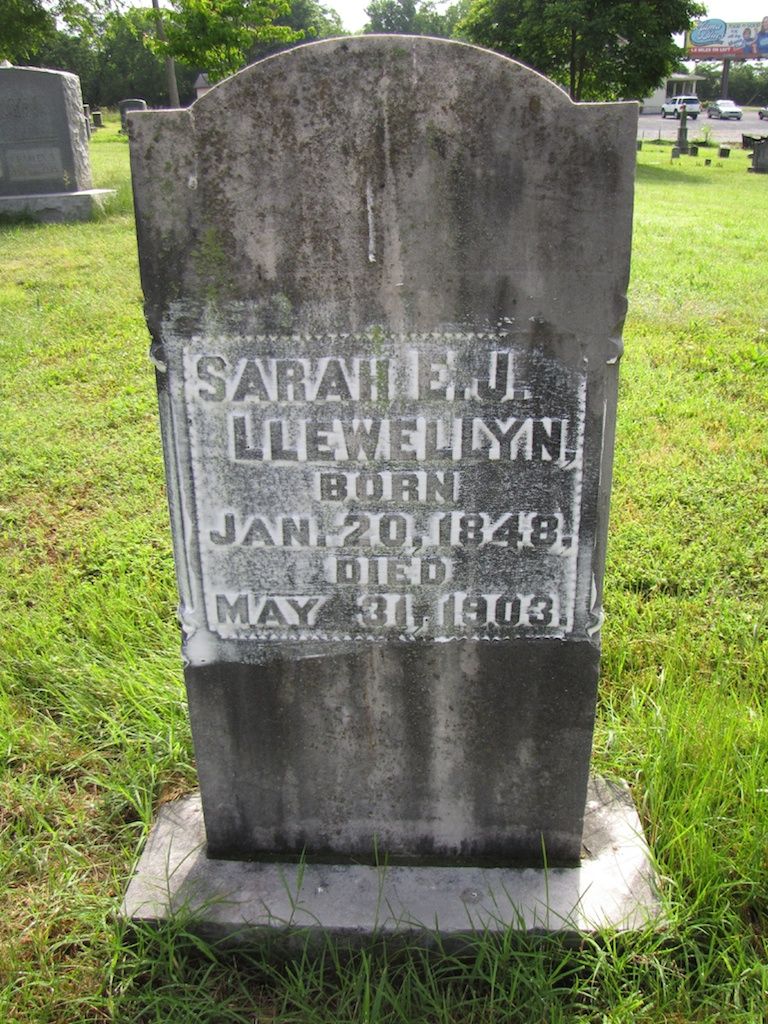 SARAH E. J.
LLEWELLYN,
BORN
JAN. 20, 1848,
DIED
MAY 31, 1903.